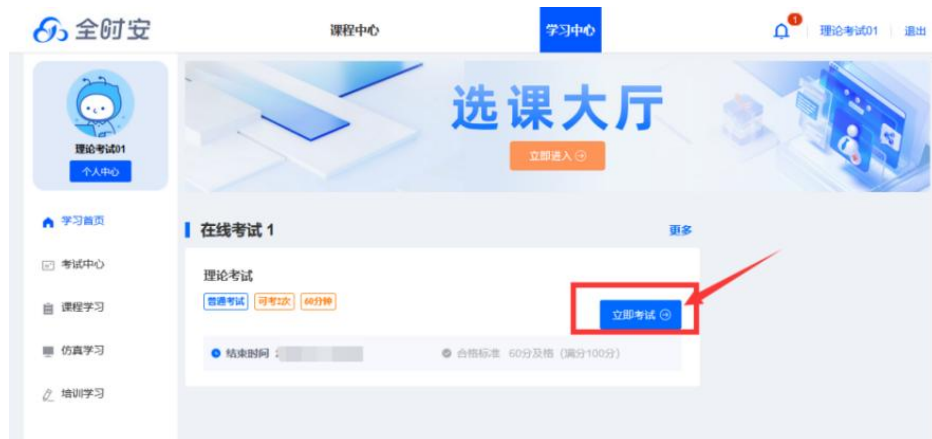 全时安
课程中心
学习中心
1
理论考试01
退出
理论考试01
个人中心
学习首页
考试中心
课程学习
仿真学习
培训学习
选课大厅
立即进入
在线考试 1
更多
理论考试
普通考试 可考2次 60分钟
立即考试
结束时间:
合格标准 60分及格 (满分100分)